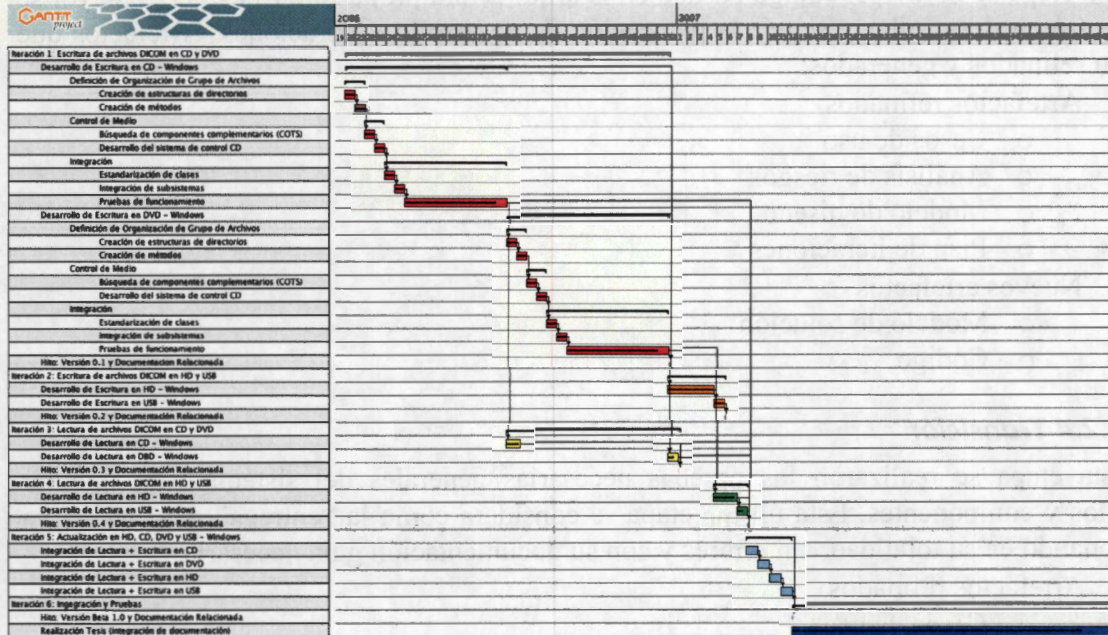 GANTT
project
2006
2007
Iteración 1: Escritura de archivos DICOM en CD y DVD
Desarrollo de Escritura en CD - Windows
Definición de Organización de Grupo de Archivos
Creación de estructuras de directorios
Creación de métodos
Control de Medio
Búsqueda de componentes complementarios (COTS)
Desarrollo del sistema de control CD
Integración
Estandarización de clases
Integración de subsistemas
Pruebas de funcionamiento
Desarrollo de Escritura en DVD - Windows
Definición de Organización de Grupo de Archivos
Creación de estructuras de directorios
Creación de métodos
Control de Medio
Búsqueda de componentes complementarios (COTS)
Desarrollo del sistema de control CD
Integración
Estandarización de clases
Integración de subsistemas
Pruebas de funcionamiento
Hito: Versión 0.1 y Documentación Relacionada
Iteración 2: Escritura de archivos DICOM en HD y USB
Desarrollo de Escritura en HD - Windows
Desarrollo de Escritura en USB - Windows
Hito: Versión 0.2 y Documentación Relacionada
Iteración 3: Lectura de archivos DICOM en CD y DVD
Desarrollo de Lectura en CD - Windows
Desarrollo de Lectura en DBD - Windows
Hito: Versión 0.3 y Documentación Relacionada
Iteración 4: Lectura de archivos DICOM en HD y USB
Desarrollo de Lectura en HD - Windows
Desarrollo de Lectura en USB - Windows
Hito: Versión 0.4 y Documentación Relacionada
Iteración 5: Actualización en HD, CD, DVD y USB - Windows
Integración de Lectura + Escritura en CD
Integración de Lectura + Escritura en DVD
Integración de Lectura + Escritura en HD
Integración de Lectura + Escritura en USB
Iteración 6: Ingegración y Pruebas
Hito: Versión Beta 1.0 y Documentación Relacionada
Realización Tesis (Integración de documentación)